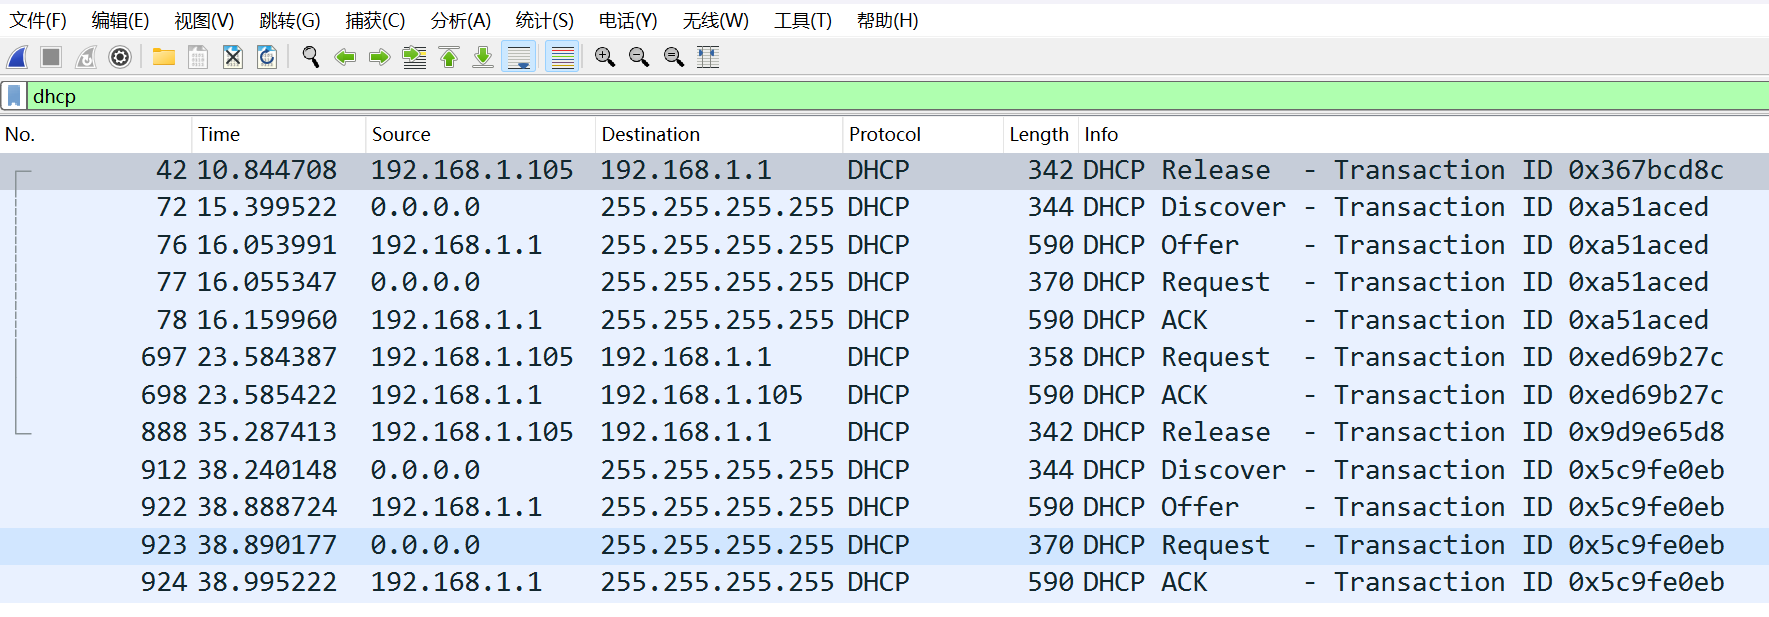 文件(F) 编辑(E) 视图(V) 跳转(G) 捕获(C) 分析(A) 统计(S) 电话(Y) 无线(W) 工具(T) 帮助(H)
dhcp
No. Time Source Destination Protocol Length Info
42 10.844708 192.168.1.105 192.168.1.1 DHCP 342 DHCP Release - Transaction ID 0x367bcd8c
72 15.399522 0.0.0.0 255.255.255.255 DHCP 344 DHCP Discover - Transaction ID 0xa51aced
76 16.053991 192.168.1.1 255.255.255.255 DHCP 590 DHCP Offer - Transaction ID 0xa51aced
77 16.055347 0.0.0.0 255.255.255.255 DHCP 370 DHCP Request - Transaction ID 0xa51aced
78 16.159960 192.168.1.1 255.255.255.255 DHCP 590 DHCP ACK - Transaction ID 0xa51aced
697 23.584387 192.168.1.105 192.168.1.1 DHCP 358 DHCP Request - Transaction ID 0xed69b27c
698 23.585422 192.168.1.1 192.168.1.105 DHCP 590 DHCP ACK - Transaction ID 0xed69b27c
888 35.287413 192.168.1.105 192.168.1.1 DHCP 342 DHCP Release - Transaction ID 0x9d9e65d8
912 38.240148 0.0.0.0 255.255.255.255 DHCP 344 DHCP Discover - Transaction ID 0x5c9fe0eb
922 38.888724 192.168.1.1 255.255.255.255 DHCP 590 DHCP Offer - Transaction ID 0x5c9fe0eb
923 38.890177 0.0.0.0 255.255.255.255 DHCP 370 DHCP Request - Transaction ID 0x5c9fe0eb
924 38.995222 192.168.1.1 255.255.255.255 DHCP 590 DHCP ACK - Transaction ID 0x5c9fe0eb